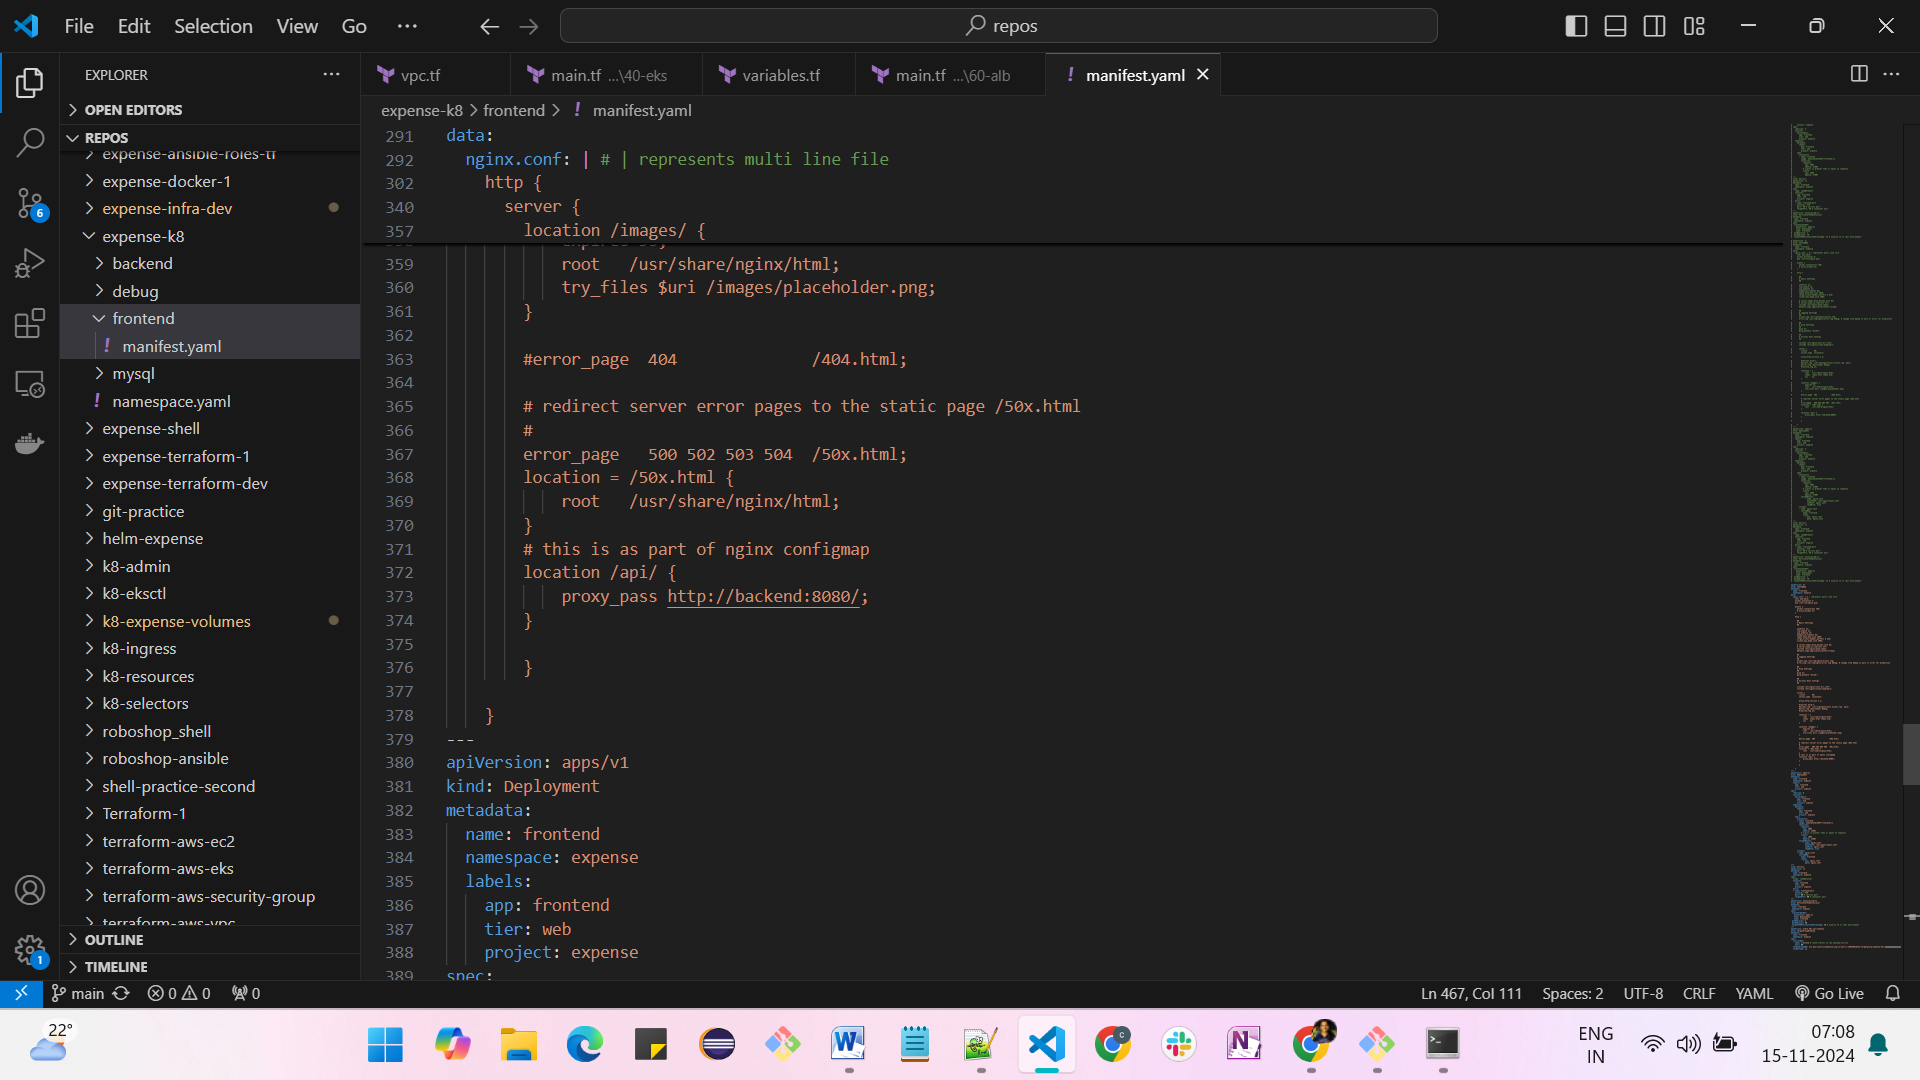 File Edit Selection View Go ··· repos
EXPLORER ···
OPEN EDITORS
REPOS
expense-ansible-roles-tf
expense-docker-1
expense-infra-dev
expense-k8
backend
debug
frontend
! manifest.yaml
mysql
! namespace.yaml
expense-shell
expense-terraform-1
expense-terraform-dev
git-practice
helm-expense
k8-admin
k8-eksctl
k8-expense-volumes
k8-ingress
k8-resources
k8-selectors
roboshop_shell
roboshop-ansible
shell-practice-second
Terraform-1
terraform-aws-ec2
terraform-aws-eks
terraform-aws-security-group
terraform-aws-vpc
OUTLINE
TIMELINE
6
1
vpc.tf main.tf ...\40-eks variables.tf main.tf ...\60-alb ! manifest.yaml
expense-k8 > frontend > ! manifest.yaml
291 data:
292 nginx.conf: | # | represents multi line file
302 http {
340 server {
357 location /images/ {
359 root /usr/share/nginx/html;
360 try_files $uri /images/placeholder.png;
361 }
362
363 #error_page 404 /404.html;
364
365 # redirect server error pages to the static page /50x.html
366 #
367 error_page 500 502 503 504 /50x.html;
368 location = /50x.html {
369 root /usr/share/nginx/html;
370 }
371 # this is as part of nginx configmap
372 location /api/ {
373 proxy_pass http://backend:8080/;
374 }
375
376 }
377
378 }
379 ---
380 apiVersion: apps/v1
381 kind: Deployment
382 metadata:
383 name: frontend
384 namespace: expense
385 labels:
386 app: frontend
387 tier: web
388 project: expense
389 spec:
main 0 0 0 Ln 467, Col 111 Spaces: 2 UTF-8 CRLF YAML Go Live
22° ENG IN 07:08 15-11-2024